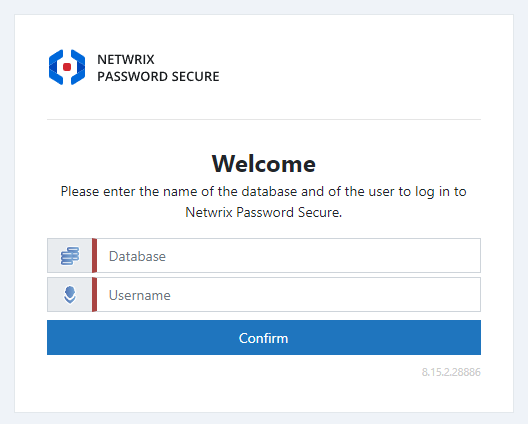 NETWRIX
PASSWORD SECURE
Welcome
Please enter the name of the database and of the user to log in to
Netwrix Password Secure.
Database
Username
Confirm
8.15.2.28886